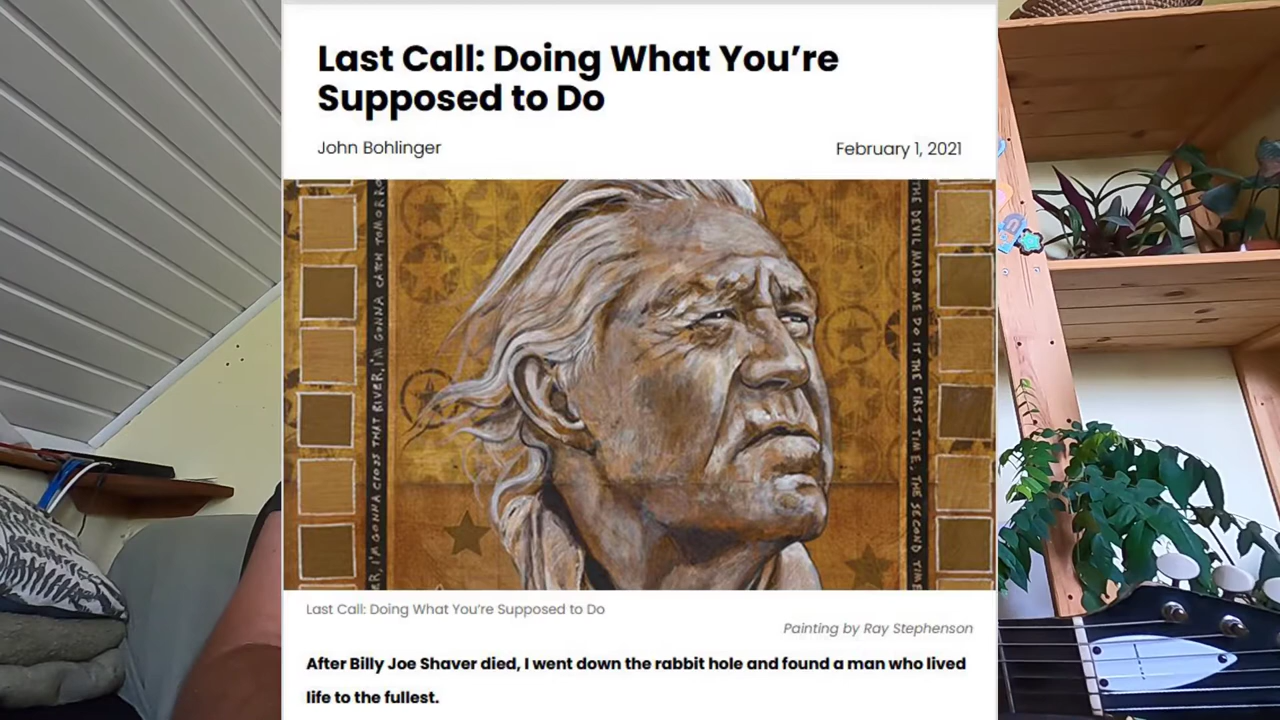 Last Call: Doing What You’re
Supposed to Do
John Bohlinger
February 1, 2021
R, I'M GONNA CROSS THAT RIVER, I'M GONNA CATCH TOMORRO
THE DEVIL MADE ME DO IT THE FIRST TIME, THE SECOND TIME
Last Call: Doing What You’re Supposed to Do
Painting by Ray Stephenson
After Billy Joe Shaver died, I went down the rabbit hole and found a man who lived
life to the fullest.